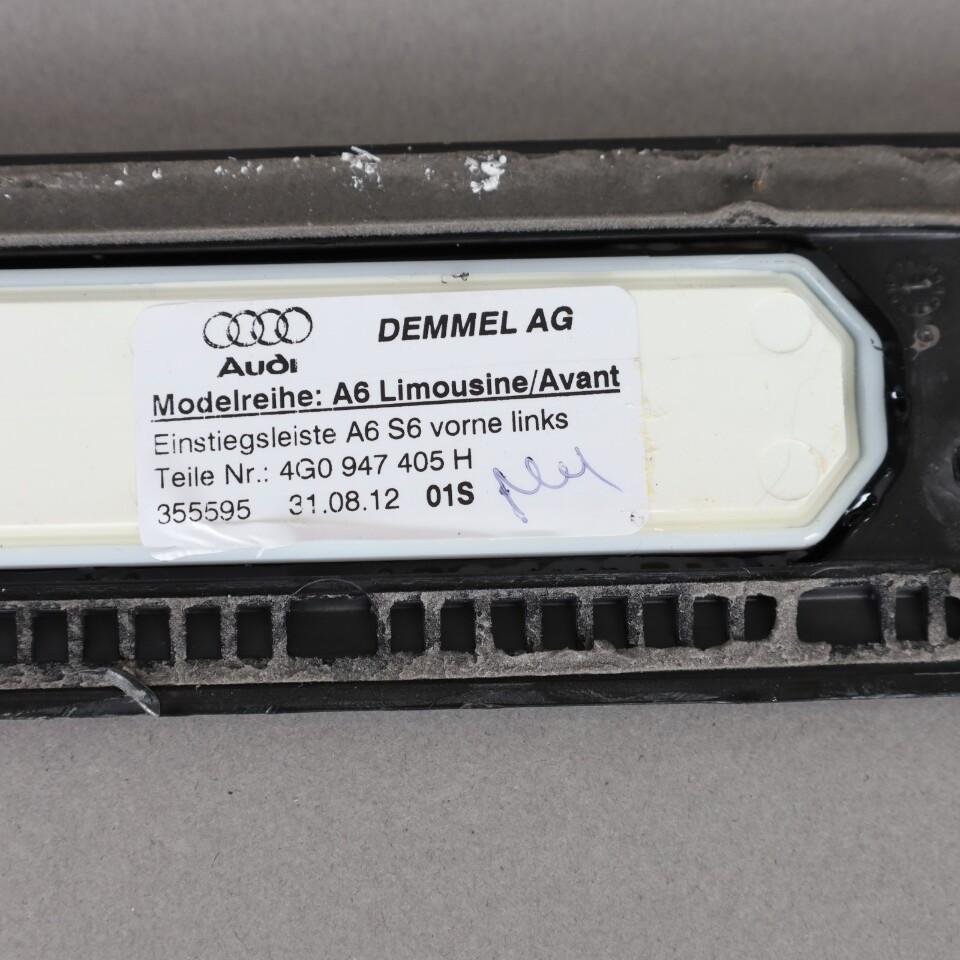 Audi
DEMMEL AG
Modelreihe: A6 Limousine/Avant
Einstiegsleiste A6 S6 vorne links
Teile Nr.: 4G0 947 405 H
355595 31.08.12 01S